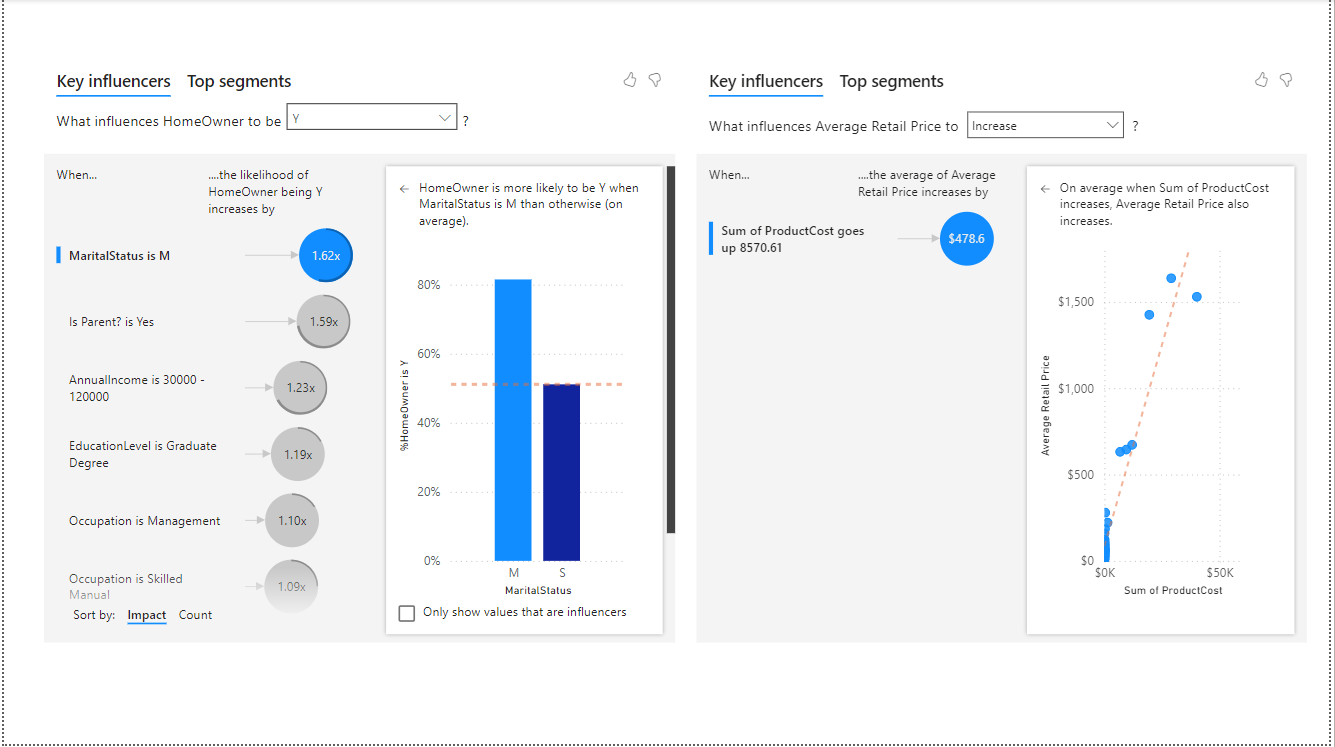 Key influencers Top segments
What influences HomeOwner to be Y ?
When...
....the likelihood of
HomeOwner being Y
increases by
MaritalStatus is M
1.62x
Is Parent? is Yes
1.59x
AnnualIncome is 30000 -
120000
1.23x
EducationLevel is Graduate
Degree
1.19x
Occupation is Management
1.10x
Occupation is Skilled
Manual
1.09x
Sort by: Impact Count
HomeOwner is more likely to be Y when
MaritalStatus is M than otherwise (on
average).
%HomeOwner is Y
80%
60%
40%
20%
0%
M S
MaritalStatus
Only show values that are influencers
Key influencers Top segments
What influences Average Retail Price to Increase ?
When...
....the average of Average
Retail Price increases by
Sum of ProductCost goes
up 8570.61
$478.6
On average when Sum of ProductCost
increases, Average Retail Price also
increases.
Average Retail Price
$1,500
$1,000
$500
$0
$0K $50K
Sum of ProductCost